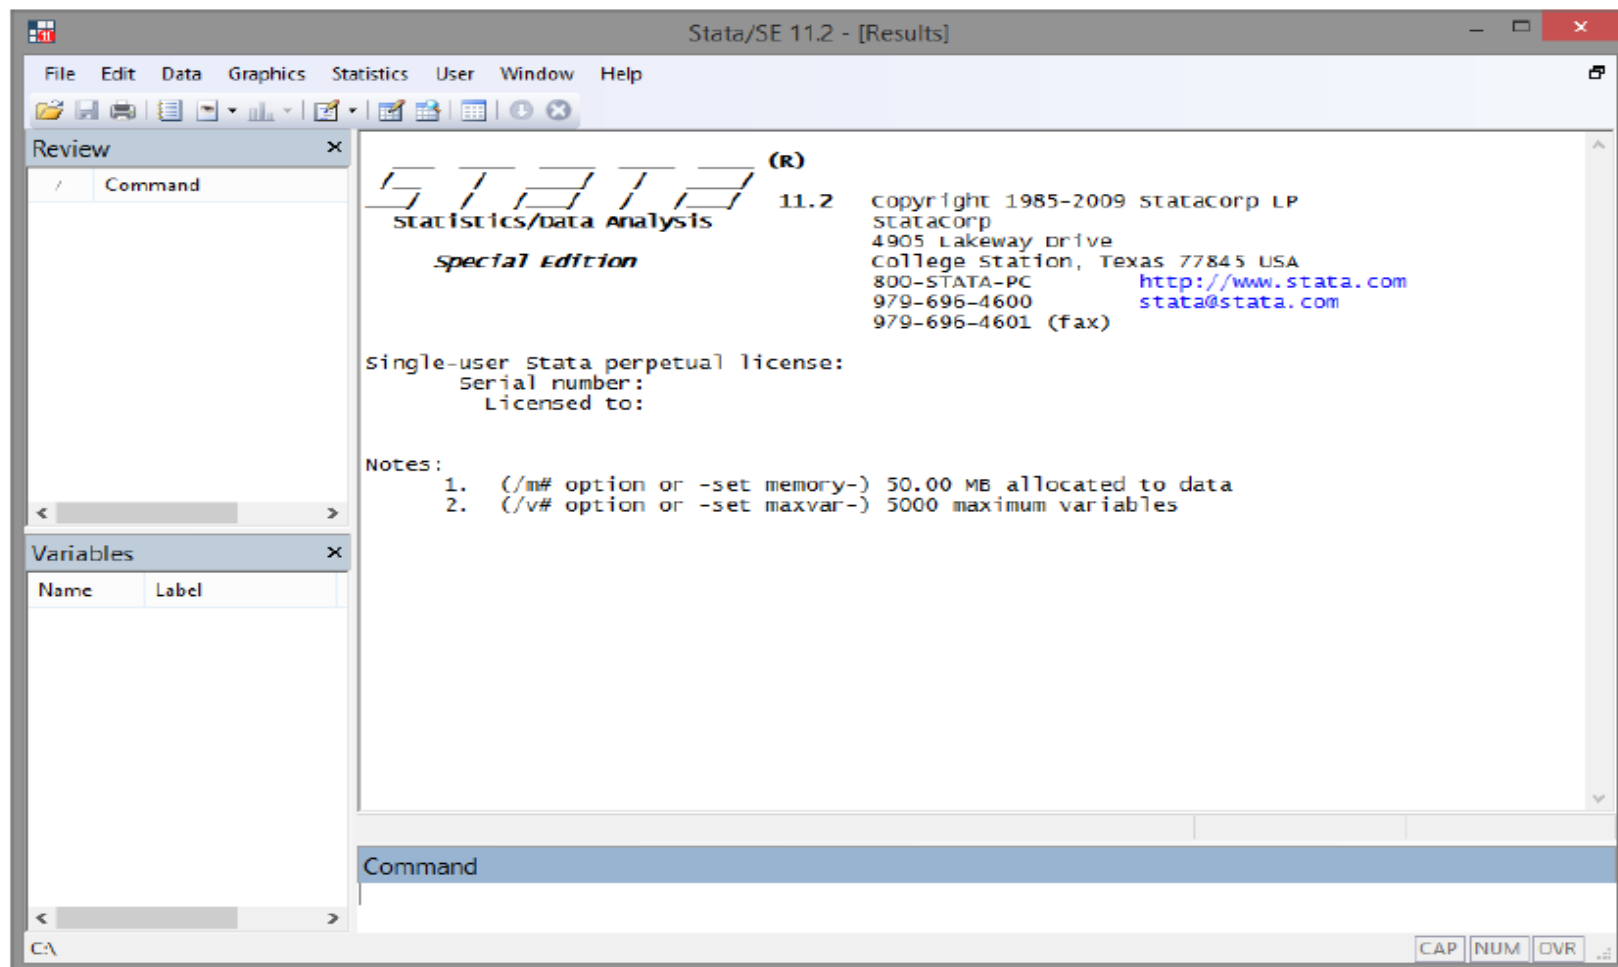 Stata/SE 11.2 - [Results]
File Edit Data Graphics Statistics User Window Help
Review
/ Command
STATA (R)
11.2 Copyright 1985-2009 StataCorp LP
Statistics/Data Analysis StataCorp
4905 Lakeway Drive
Special Edition College Station, Texas 77845 USA
800-STATA-PC http://www.stata.com
979-696-4600 stata@stata.com
979-696-4601 (fax)
Single-user Stata perpetual license:
Serial number:
Licensed to:
Notes:
1. (/m# option or -set memory-) 50.00 MB allocated to data
2. (/v# option or -set maxvar-) 5000 maximum variables
Variables
Name Label
Command
C:\
CAP NUM OVR